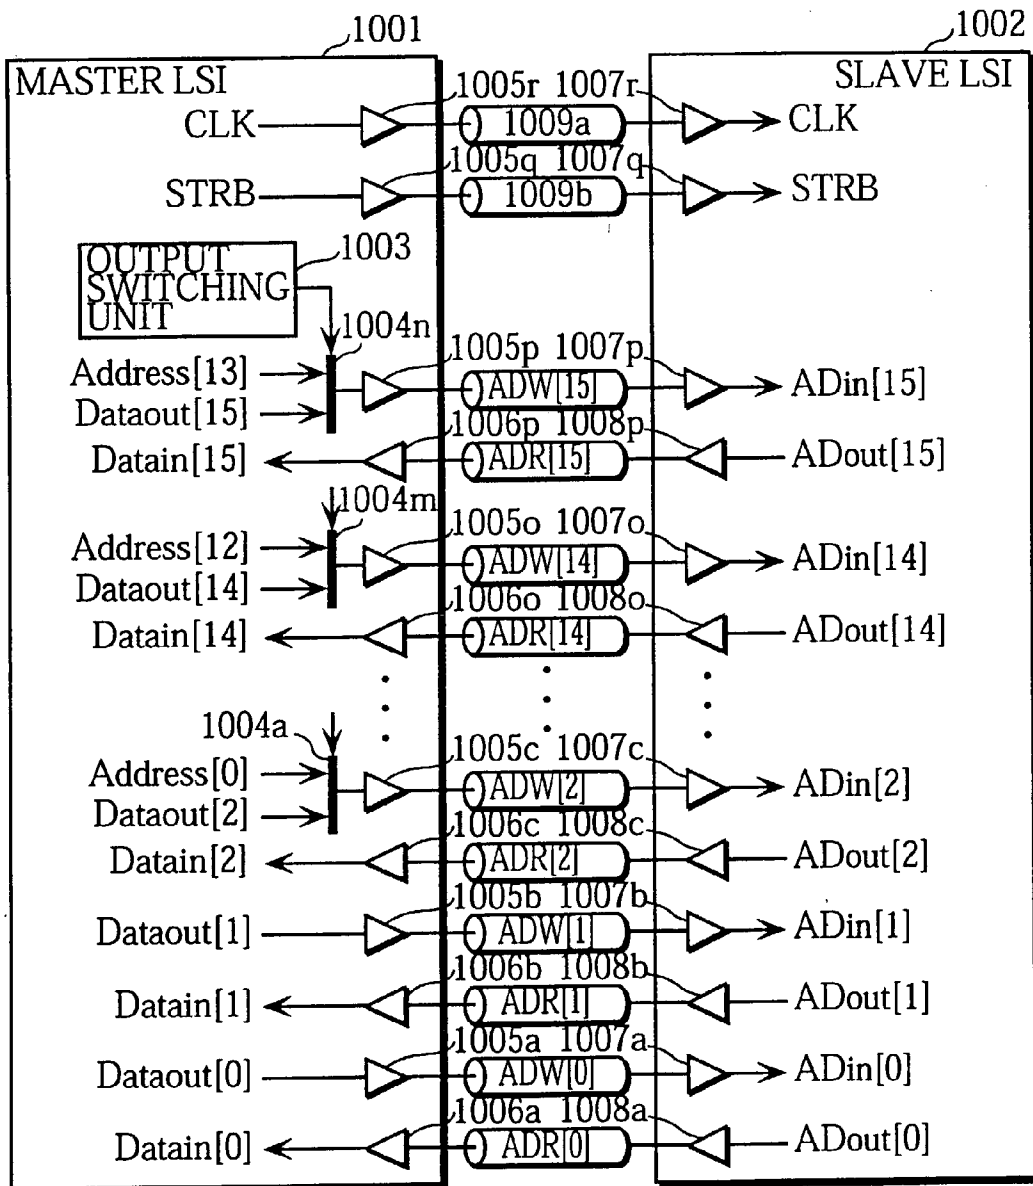 1001
1002
MASTER LSI
SLAVE LSI
1005r 1007r
CLK
1009a
CLK
1005q 1007q
STRB
1009b
STRB
OUTPUT
SWITCHING
UNIT
1003
1004n
1005p 1007p
Address[13]
ADW[15]
ADin[15]
Dataout[15]
1006p 1008p
Datain[15]
ADR[15]
ADout[15]
1004m
1005o 1007o
Address[12]
ADW[14]
ADin[14]
Dataout[14]
1006o 1008o
Datain[14]
ADR[14]
ADout[14]
1004a
1005c 1007c
Address[0]
ADW[2]
ADin[2]
Dataout[2]
1006c 1008c
Datain[2]
ADR[2]
ADout[2]
1005b 1007b
Dataout[1]
ADW[1]
ADin[1]
1006b 1008b
Datain[1]
ADR[1]
ADout[1]
1005a 1007a
Dataout[0]
ADW[0]
ADin[0]
1006a 1008a
Datain[0]
ADR[0]
ADout[0]